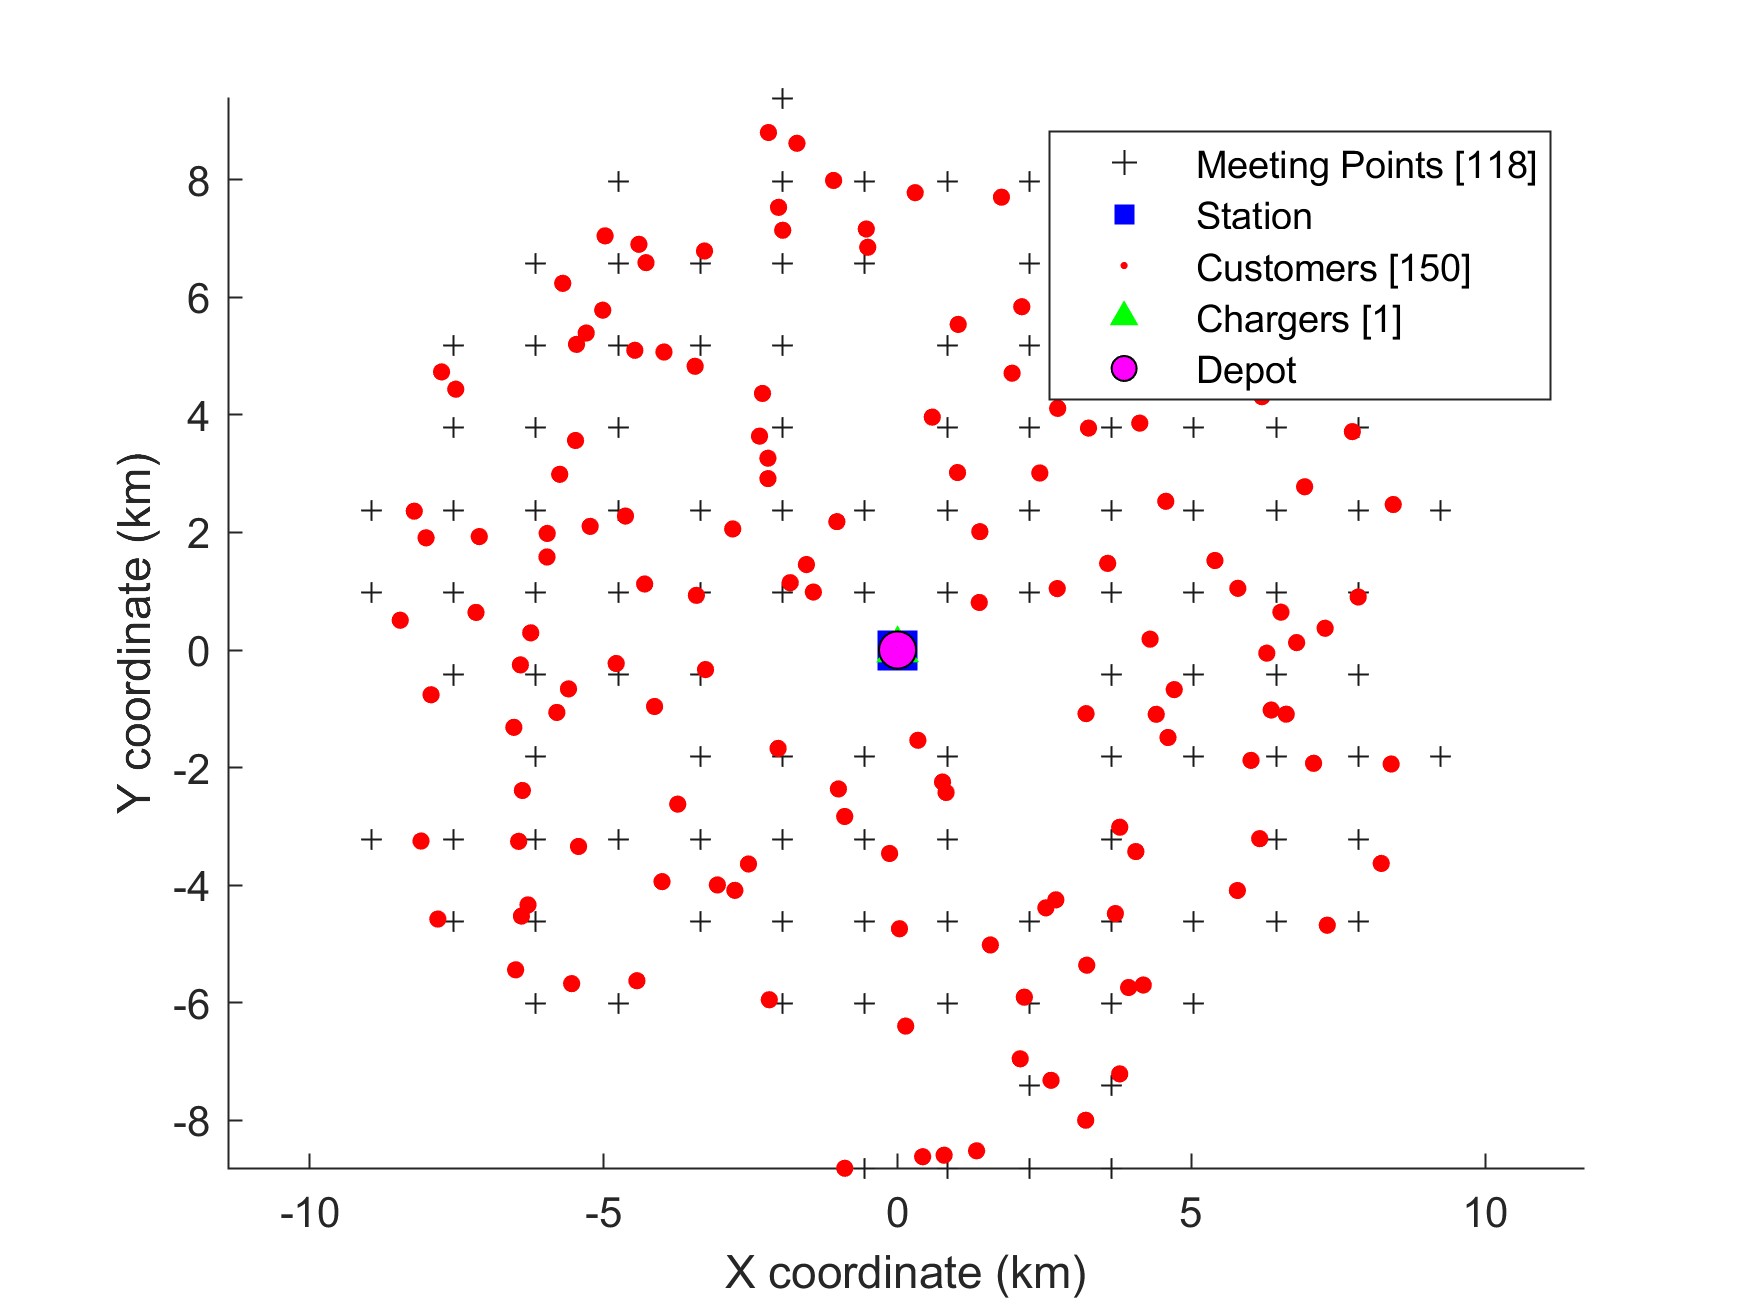 Meeting Points [118]
Station
Customers [150]
Chargers [1]
Depot
8
6
4
2
0
-2
-4
-6
-8
Y coordinate (km)
-10 -5 0 5 10
X coordinate (km)